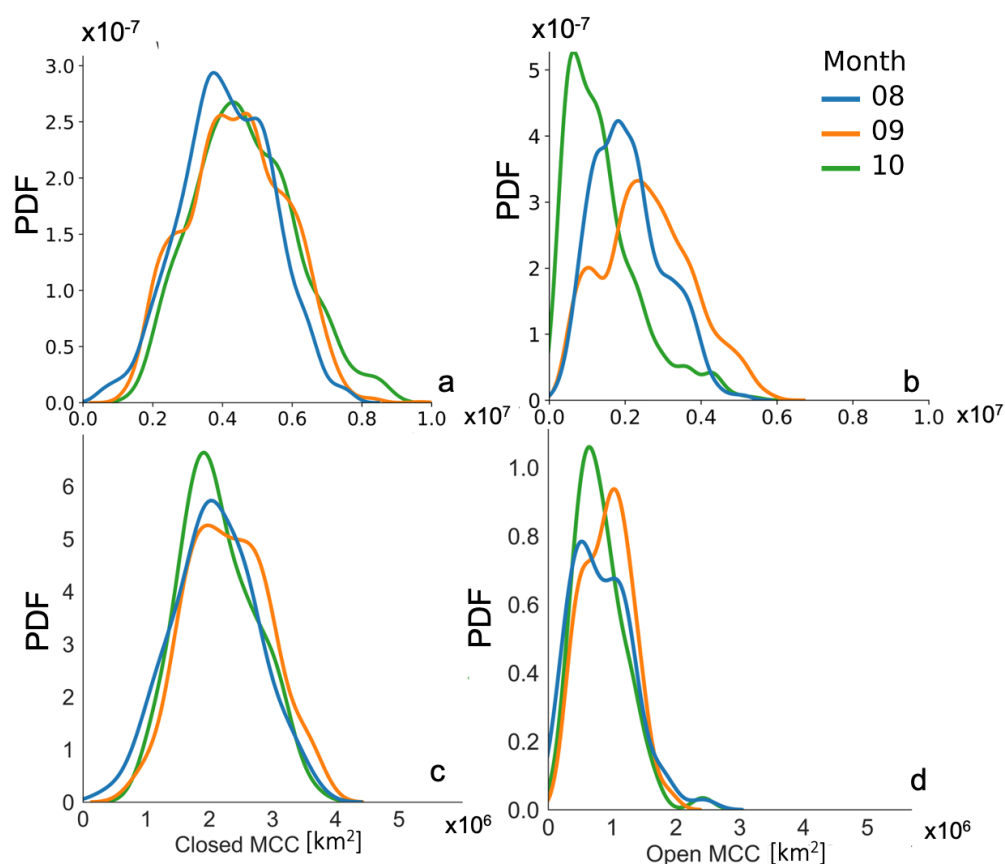 x10⁻⁷
PDF
3.0
2.5
2.0
1.5
1.0
0.5
0.0
0.0 0.2 0.4 0.6 0.8 1.0
a
x10⁷
x10⁻⁷
PDF
5
4
3
2
1
0
0.0 0.2 0.4 0.6 0.8 1.0
b
x10⁷
Month
08
09
10
PDF
6
5
4
3
2
1
0
0 1 2 3 4 5
c
x10⁶
Closed MCC [km²]
PDF
1.0
0.8
0.6
0.4
0.2
0.0
0 1 2 3 4 5
d
x10⁶
Open MCC [km²]